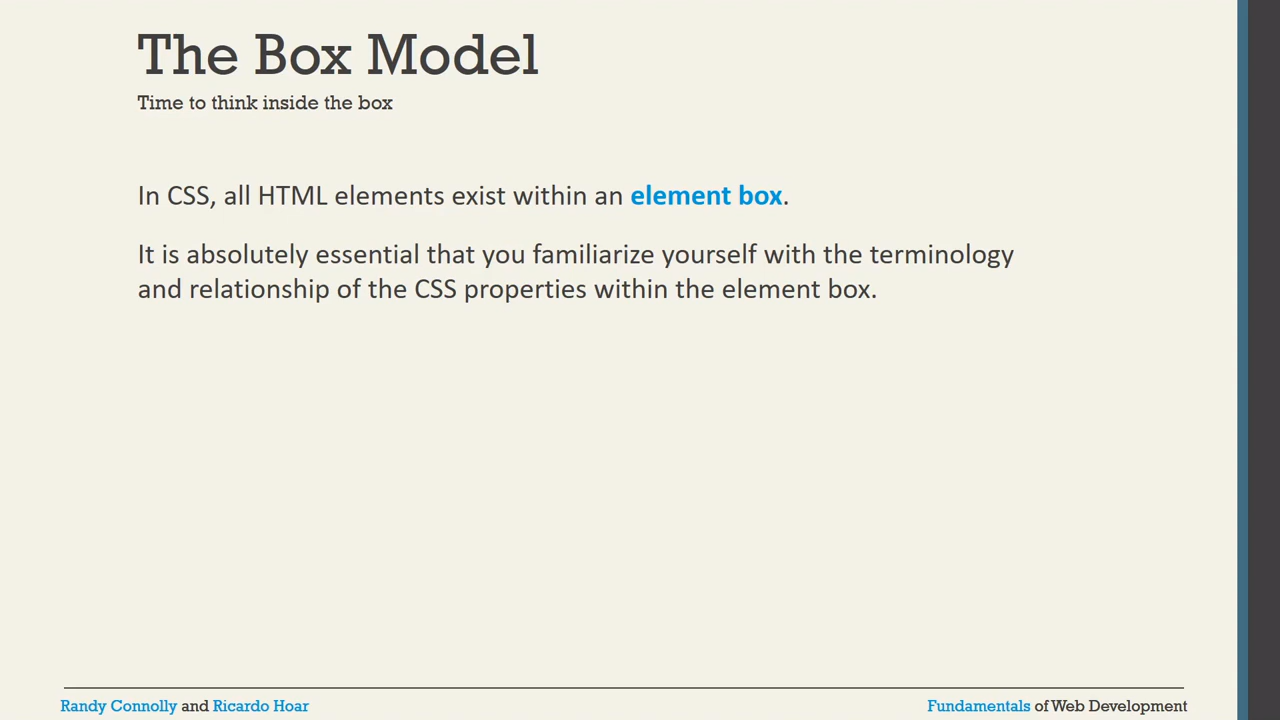 The Box Model
Time to think inside the box
In CSS, all HTML elements exist within an element box.
It is absolutely essential that you familiarize yourself with the terminology
and relationship of the CSS properties within the element box.
Randy Connolly and Ricardo Hoar
Fundamentals of Web Development